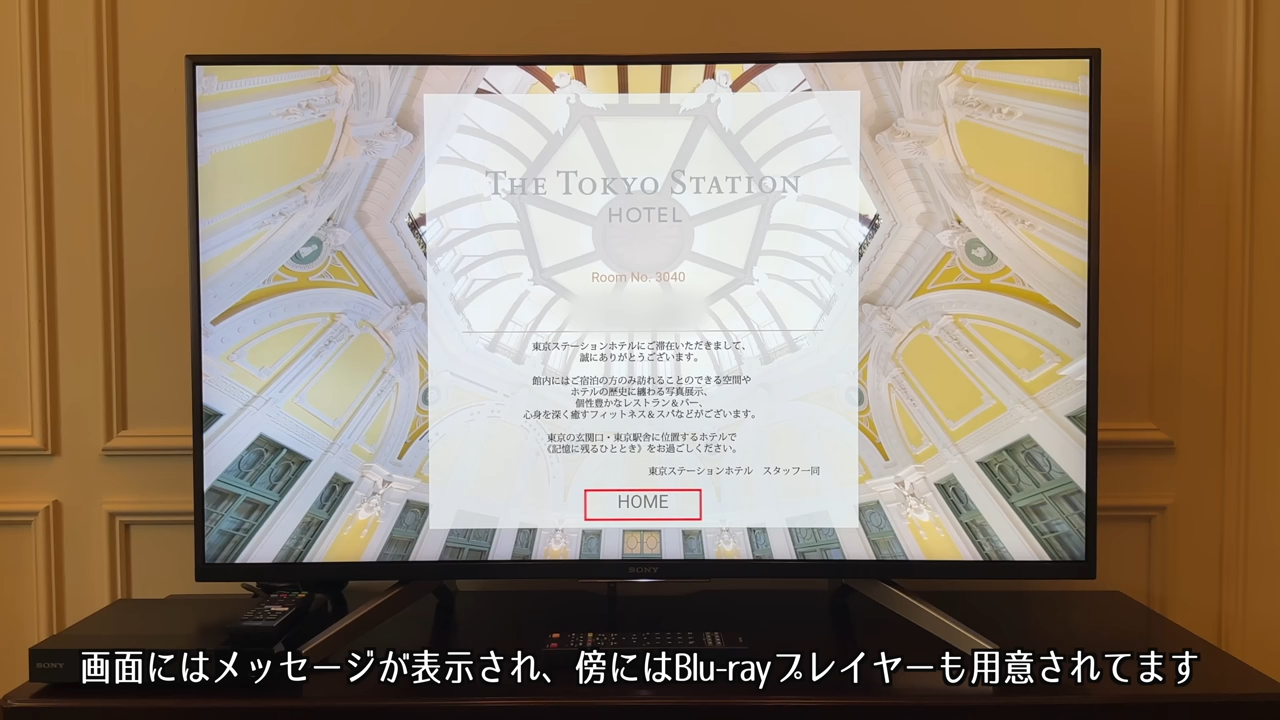 THE TOKYO STATION
HOTEL
Room No. 3040
東京ステーションホテルにご滞在いただきまして、
誠にありがとうございます。
館内にはご宿泊の方のみ訪れることのできる空間や
ホテルの歴史に纏わる写真展示、
個性豊かなレストラン＆バー、
心身を深く癒すフィットネス＆スパなどがございます。
東京の玄関口・東京駅舎に位置するホテルで
《記憶に残るひととき》をお過ごしください。
東京ステーションホテル　スタッフ一同
HOME
SONY
SONY
画面にはメッセージが表示され、傍にはBlu-rayプレイヤーも用意されてます